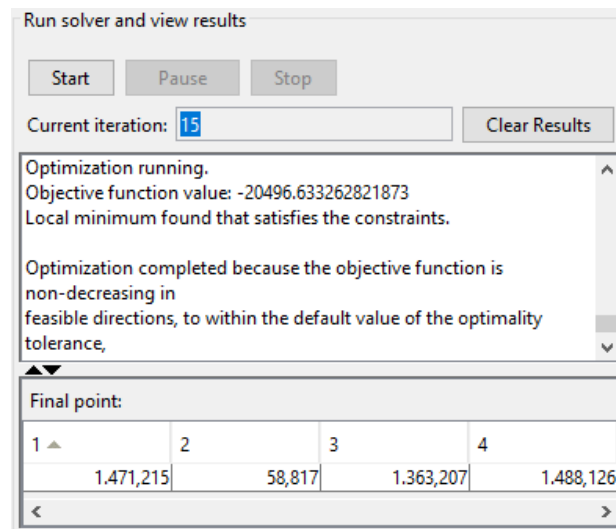 Run solver and view results
Start Pause Stop
Current iteration: 15 Clear Results
Optimization running.
Objective function value: -20496.633262821873
Local minimum found that satisfies the constraints.
Optimization completed because the objective function is
non-decreasing in
feasible directions, to within the default value of the optimality
tolerance,
Final point:
1 2 3 4
1.471,215 58,817 1.363,207 1.488,126